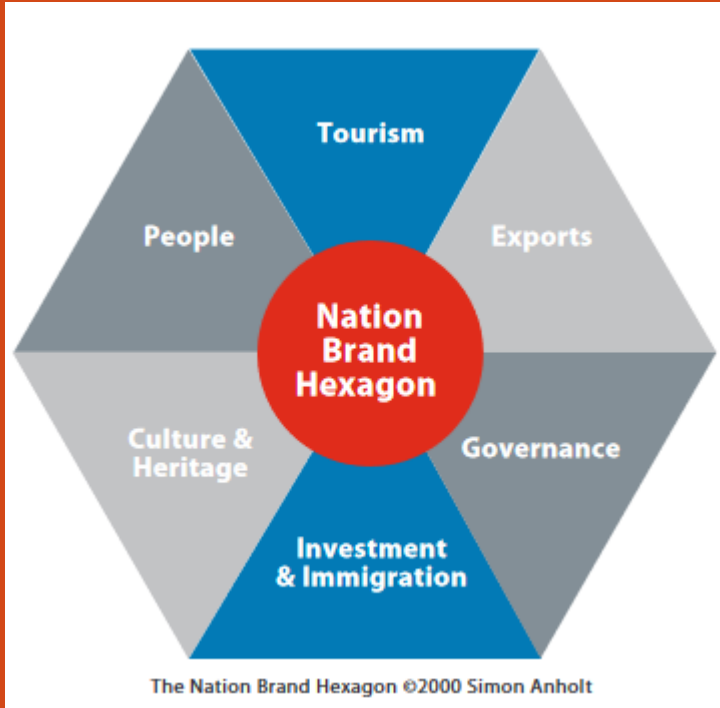 Tourism
People
Exports
Nation
Brand
Hexagon
Culture &
Heritage
Governance
Investment
& Immigration
The Nation Brand Hexagon ©2000 Simon Anholt